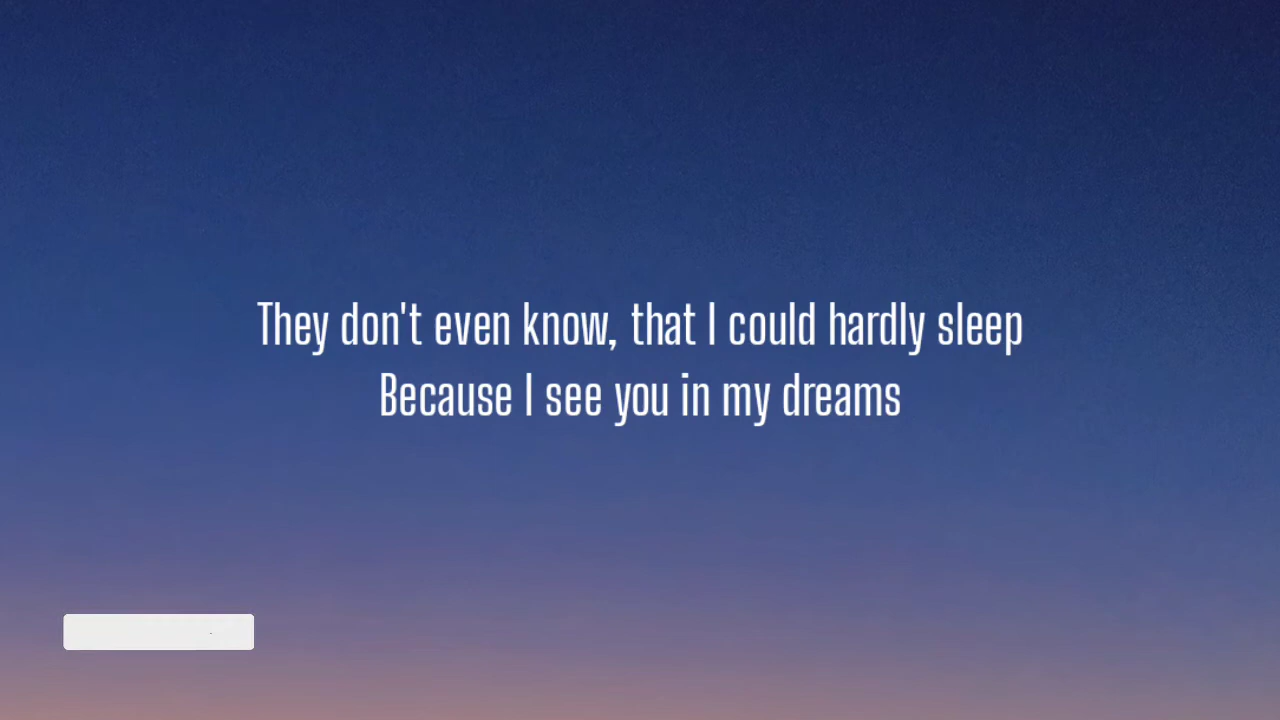 They don't even know, that I could hardly sleep
Because I see you in my dreams